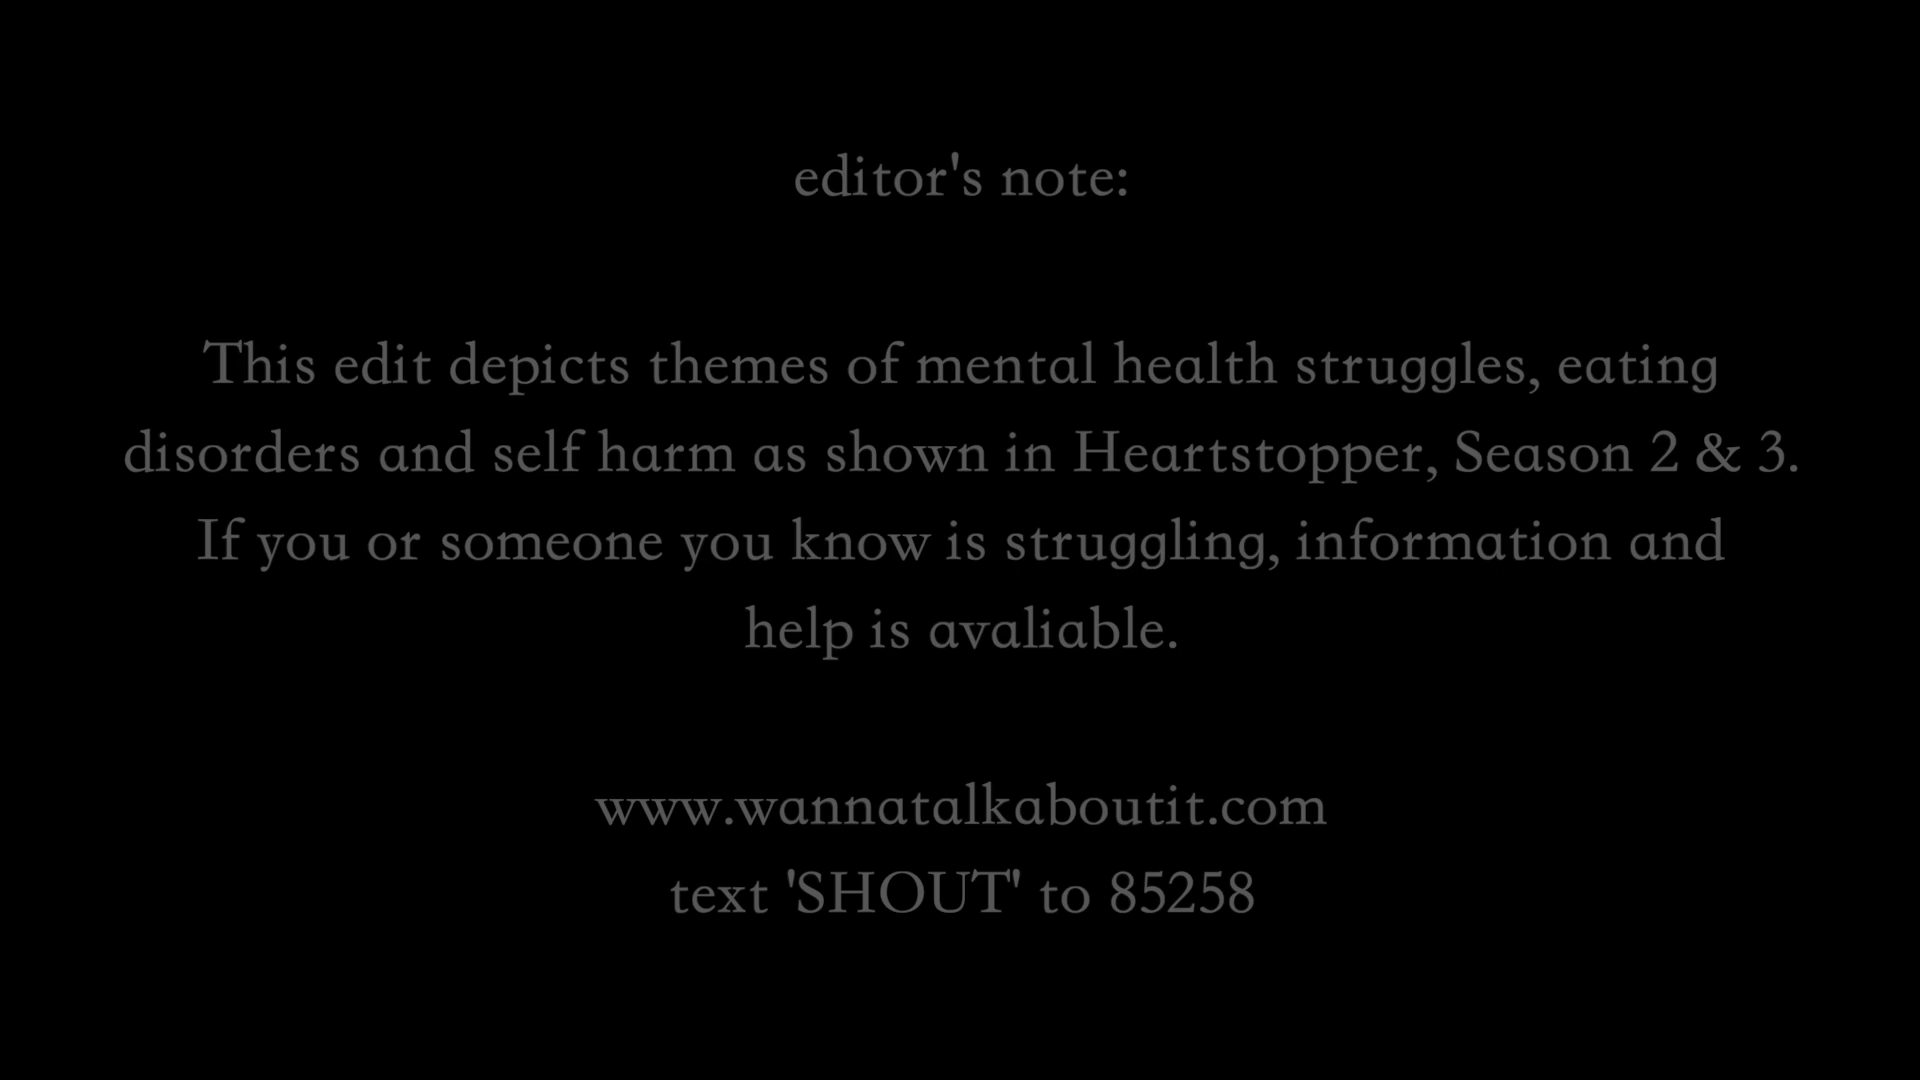 editor's note:
This edit depicts themes of mental health struggles, eating
disorders and self harm as shown in Heartstopper, Season 2 & 3.
If you or someone you know is struggling, information and
help is avaliable.
www.wannatalkaboutit.com
text 'SHOUT' to 85258